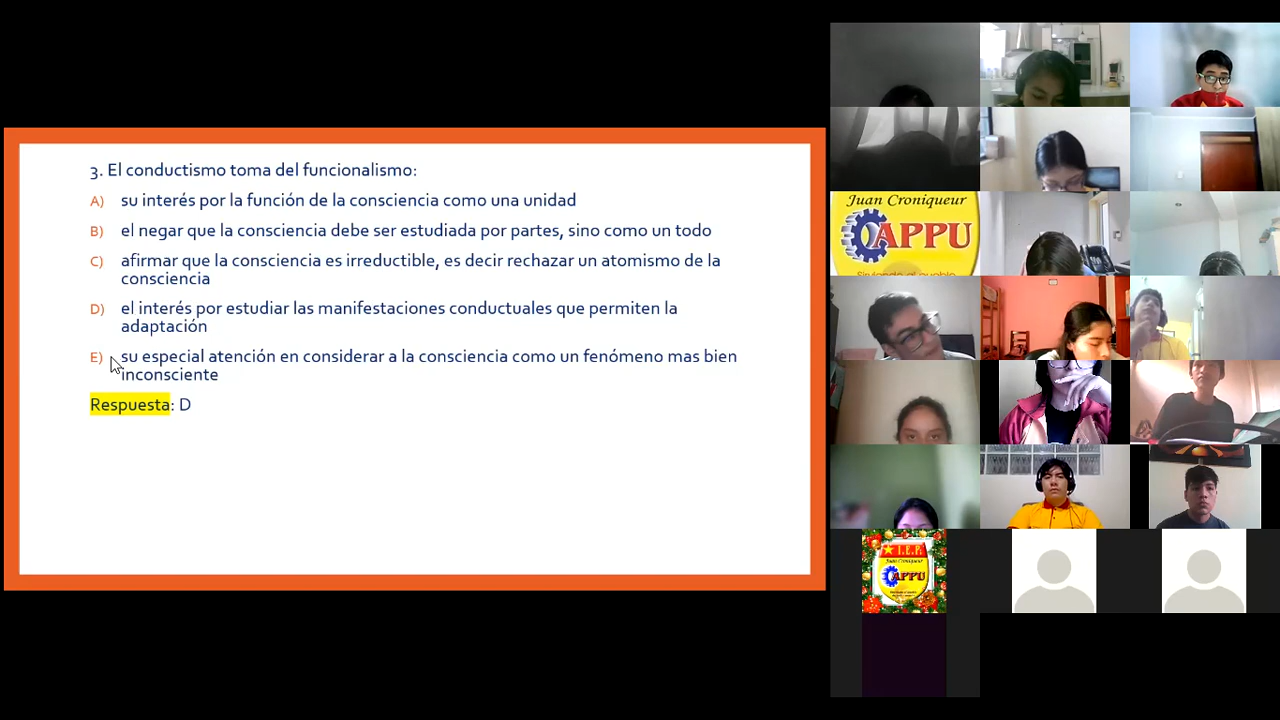 3. El conductismo toma del funcionalismo:
A) su interés por la función de la consciencia como una unidad
B) el negar que la consciencia debe ser estudiada por partes, sino como un todo
C) afirmar que la consciencia es irreductible, es decir rechazar un atomismo de la
consciencia
D) el interés por estudiar las manifestaciones conductuales que permiten la
adaptación
E) su especial atención en considerar a la consciencia como un fenómeno mas bien
inconsciente
Respuesta: D
Juan Croniqueur
CAPPU
Sirviendo al pueblo
I.E.P.
Juan Croniqueur
CAPPU